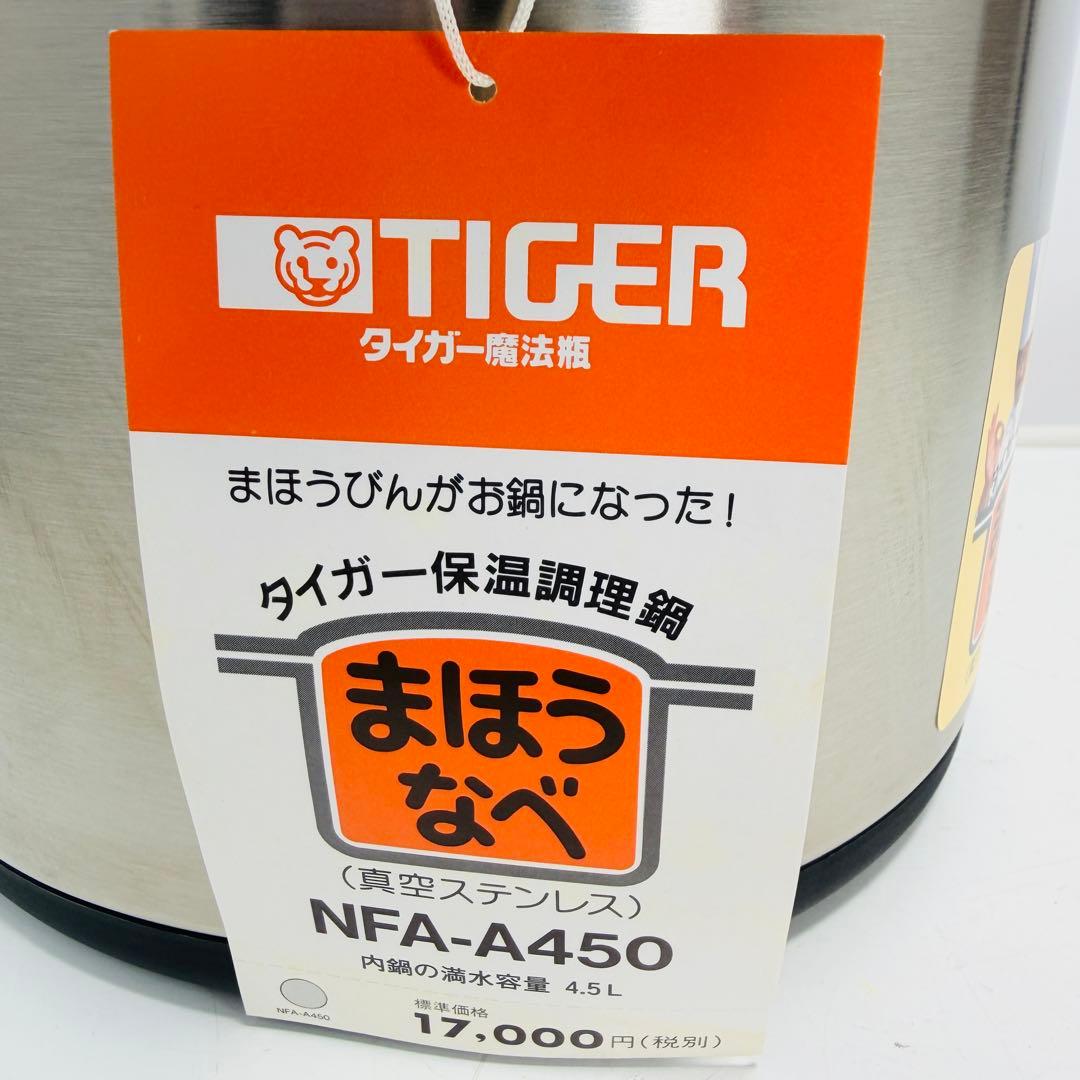 TIGER
タイガー魔法瓶
まほうびんがお鍋になった!
タイガー保温調理鍋
まほう
なべ
(真空ステンレス)
NFA-A450
内鍋の満水容量 4.5L
NFA-A450
標準価格
17,000円(税別)